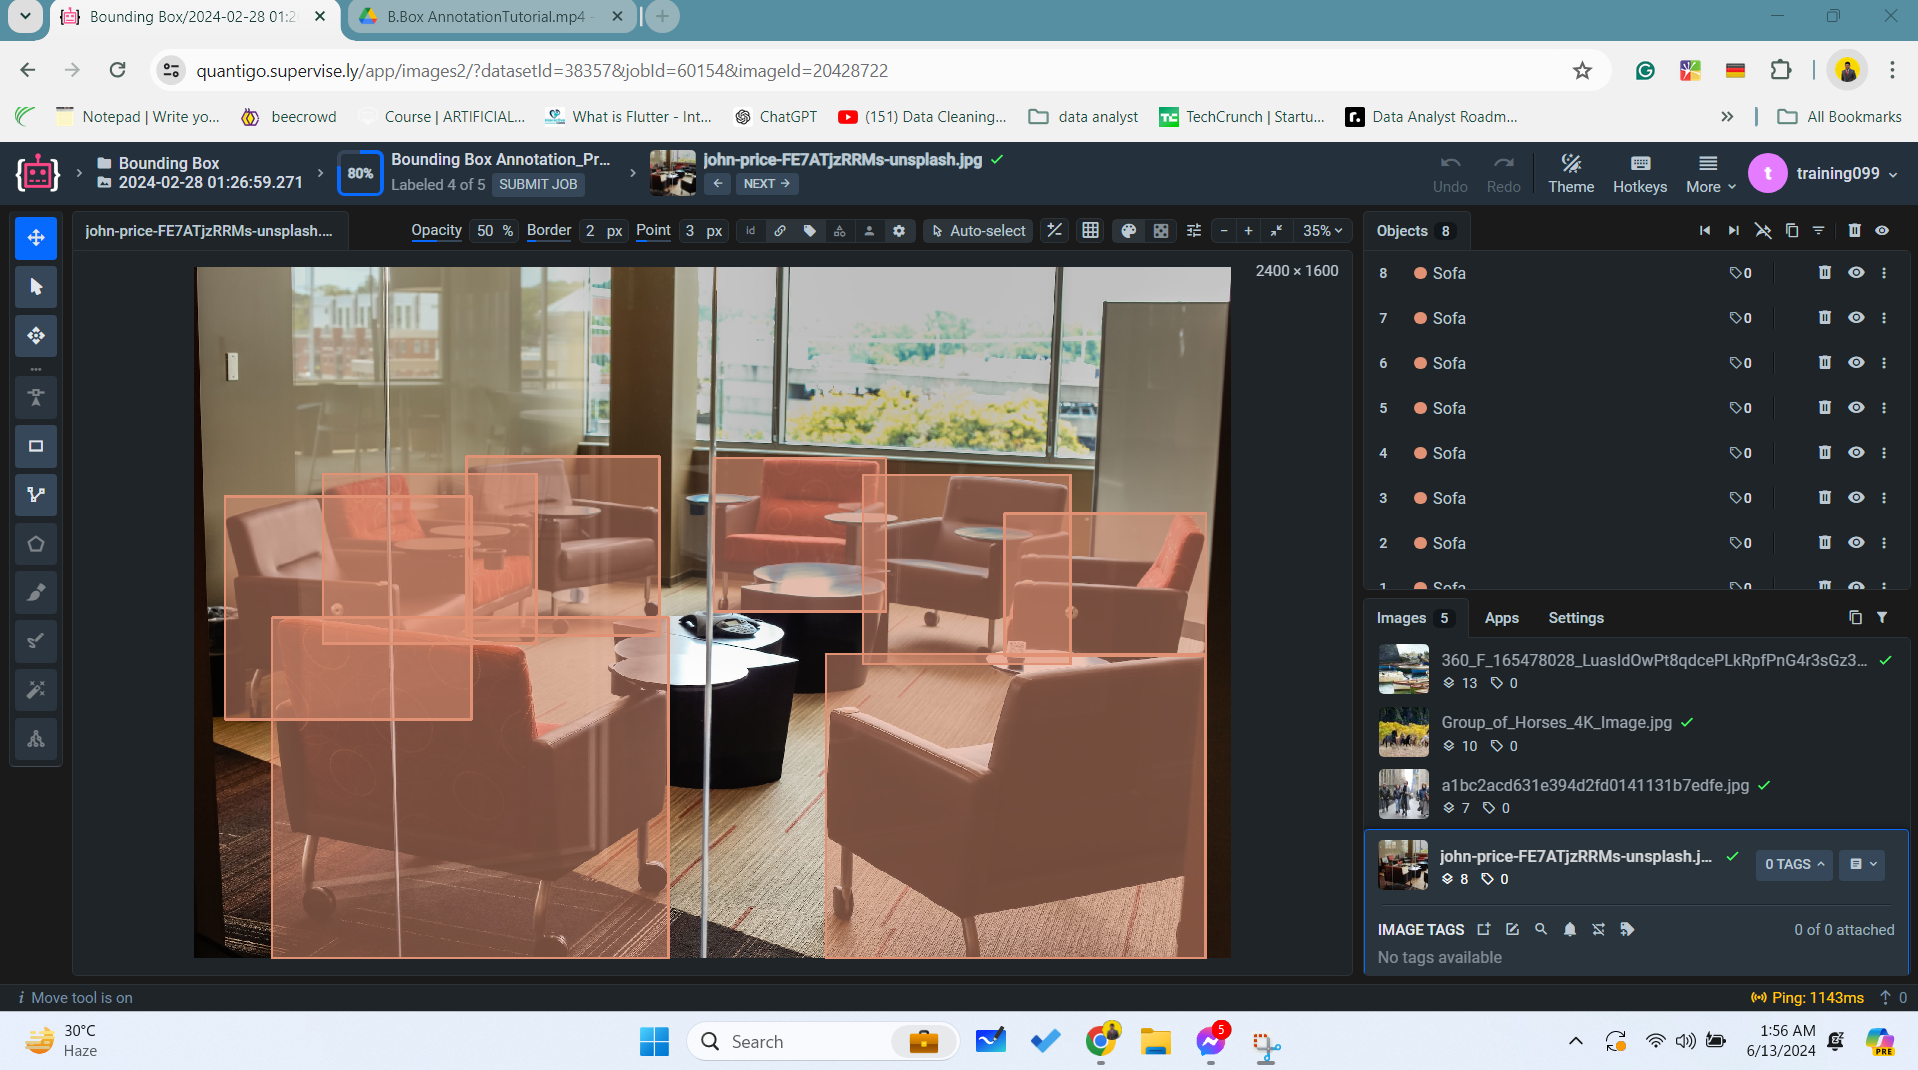 Bounding Box/2024-02-28 01:2
B.Box AnnotationTutorial.mp4 -
quantigo.supervise.ly/app/images2/?datasetId=38357&jobId=60154&imageId=20428722
Notepad | Write yo...
beecrowd
Course | ARTIFICIAL...
What is Flutter - Int...
ChatGPT
(151) Data Cleaning...
data analyst
TechCrunch | Startu...
Data Analyst Roadm...
All Bookmarks
Bounding Box
2024-02-28 01:26:59.271
80%
Bounding Box Annotation_Pr...
Labeled 4 of 5 SUBMIT JOB
john-price-FE7ATjzRRMs-unsplash.jpg
NEXT
Undo
Redo
Theme
Hotkeys
More
t
training099
john-price-FE7ATjzRRMs-unsplash....
Opacity 50 % Border 2 px Point 3 px
id
Auto-select
35%
2400 × 1600
Objects 8
8 Sofa 0
7 Sofa 0
6 Sofa 0
5 Sofa 0
4 Sofa 0
3 Sofa 0
2 Sofa 0
1 Sofa 0
Images 5 Apps Settings
360_F_165478028_LuasIdOwPt8qdcePLkRpfPnG4r3sGz3...
13 0
Group_of_Horses_4K_Image.jpg
10 0
a1bc2acd631e394d2fd0141131b7edfe.jpg
7 0
john-price-FE7ATjzRRMs-unsplash.j...
8 0
0 TAGS
IMAGE TAGS
0 of 0 attached
No tags available
i Move tool is on
Ping: 1143ms
0
30°C
Haze
Search
5
1:56 AM
6/13/2024
PRE